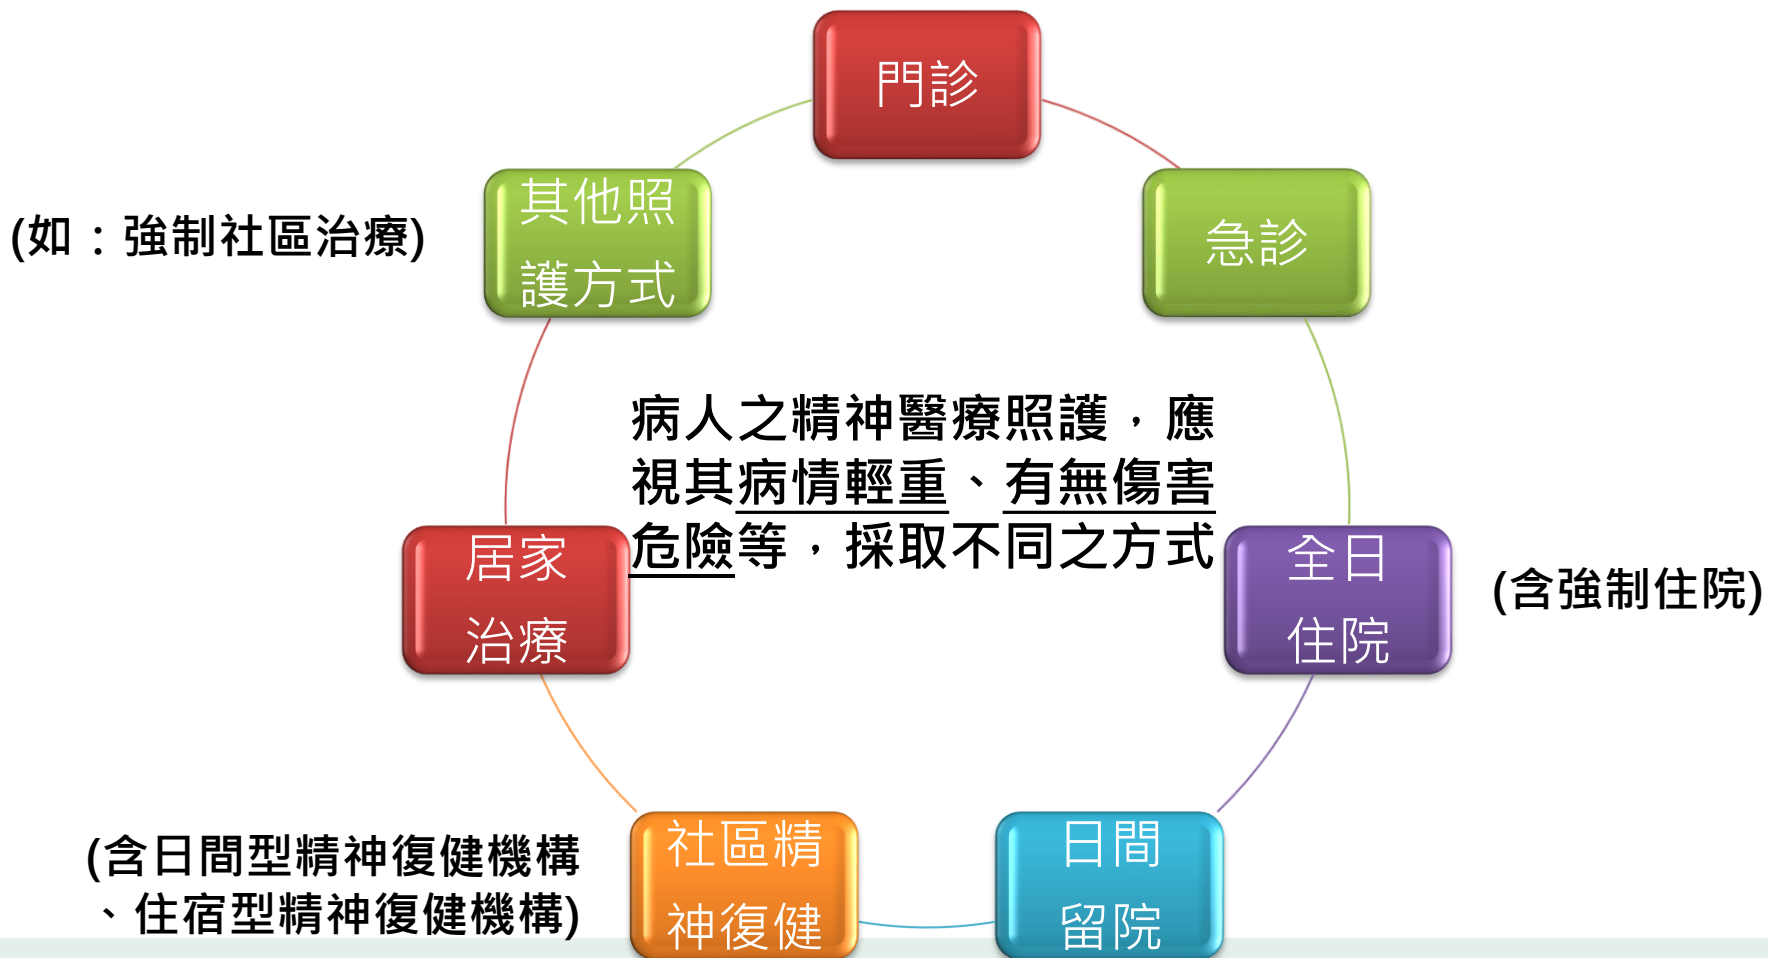 門診
急診
全日
住院
(含強制住院)
日間
留院
社區精
神復健
(含日間型精神復健機構
、住宿型精神復健機構)
居家
治療
其他照
護方式
(如：強制社區治療)
病人之精神醫療照護，應
視其病情輕重、有無傷害
危險等，採取不同之方式